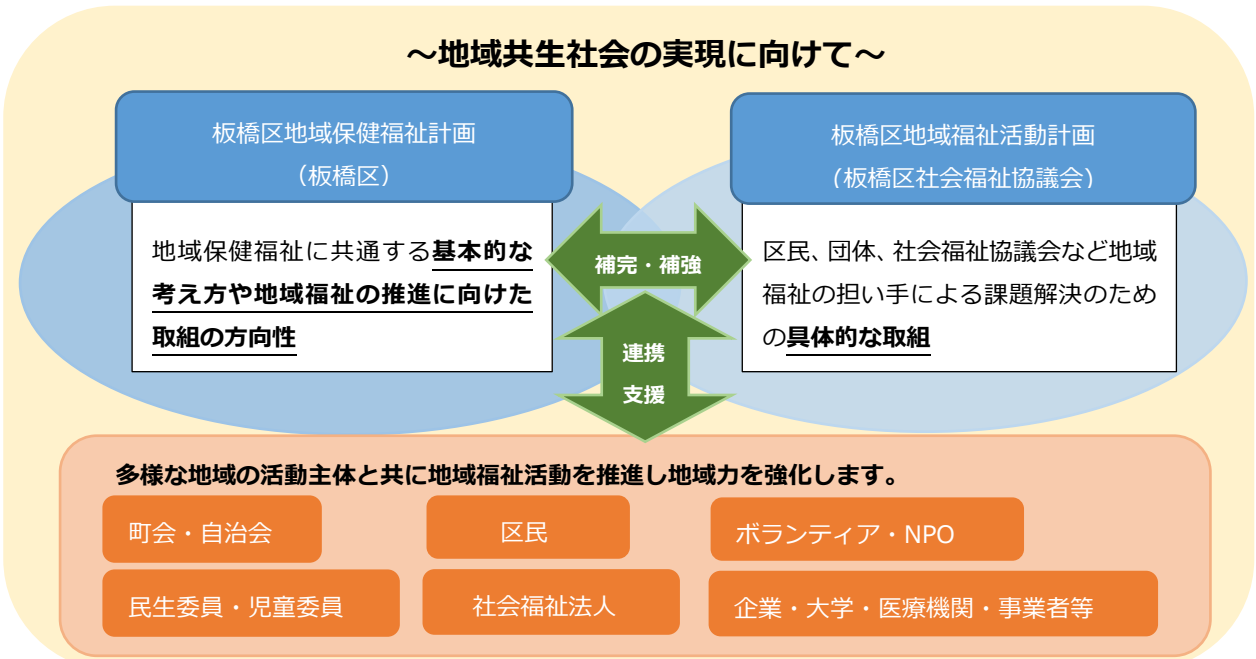 ～地域共生社会の実現に向けて～
板橋区地域保健福祉計画
（板橋区）
地域保健福祉に共通する基本的な
考え方や地域福祉の推進に向けた
取組の方向性
補完・補強
連携
支援
板橋区地域福祉活動計画
（板橋区社会福祉協議会）
区民、団体、社会福祉協議会など地域
福祉の担い手による課題解決のため
の具体的な取組
多様な地域の活動主体と共に地域福祉活動を推進し地域力を強化します。
町会・自治会
区民
ボランティア・NPO
民生委員・児童委員
社会福祉法人
企業・大学・医療機関・事業者等